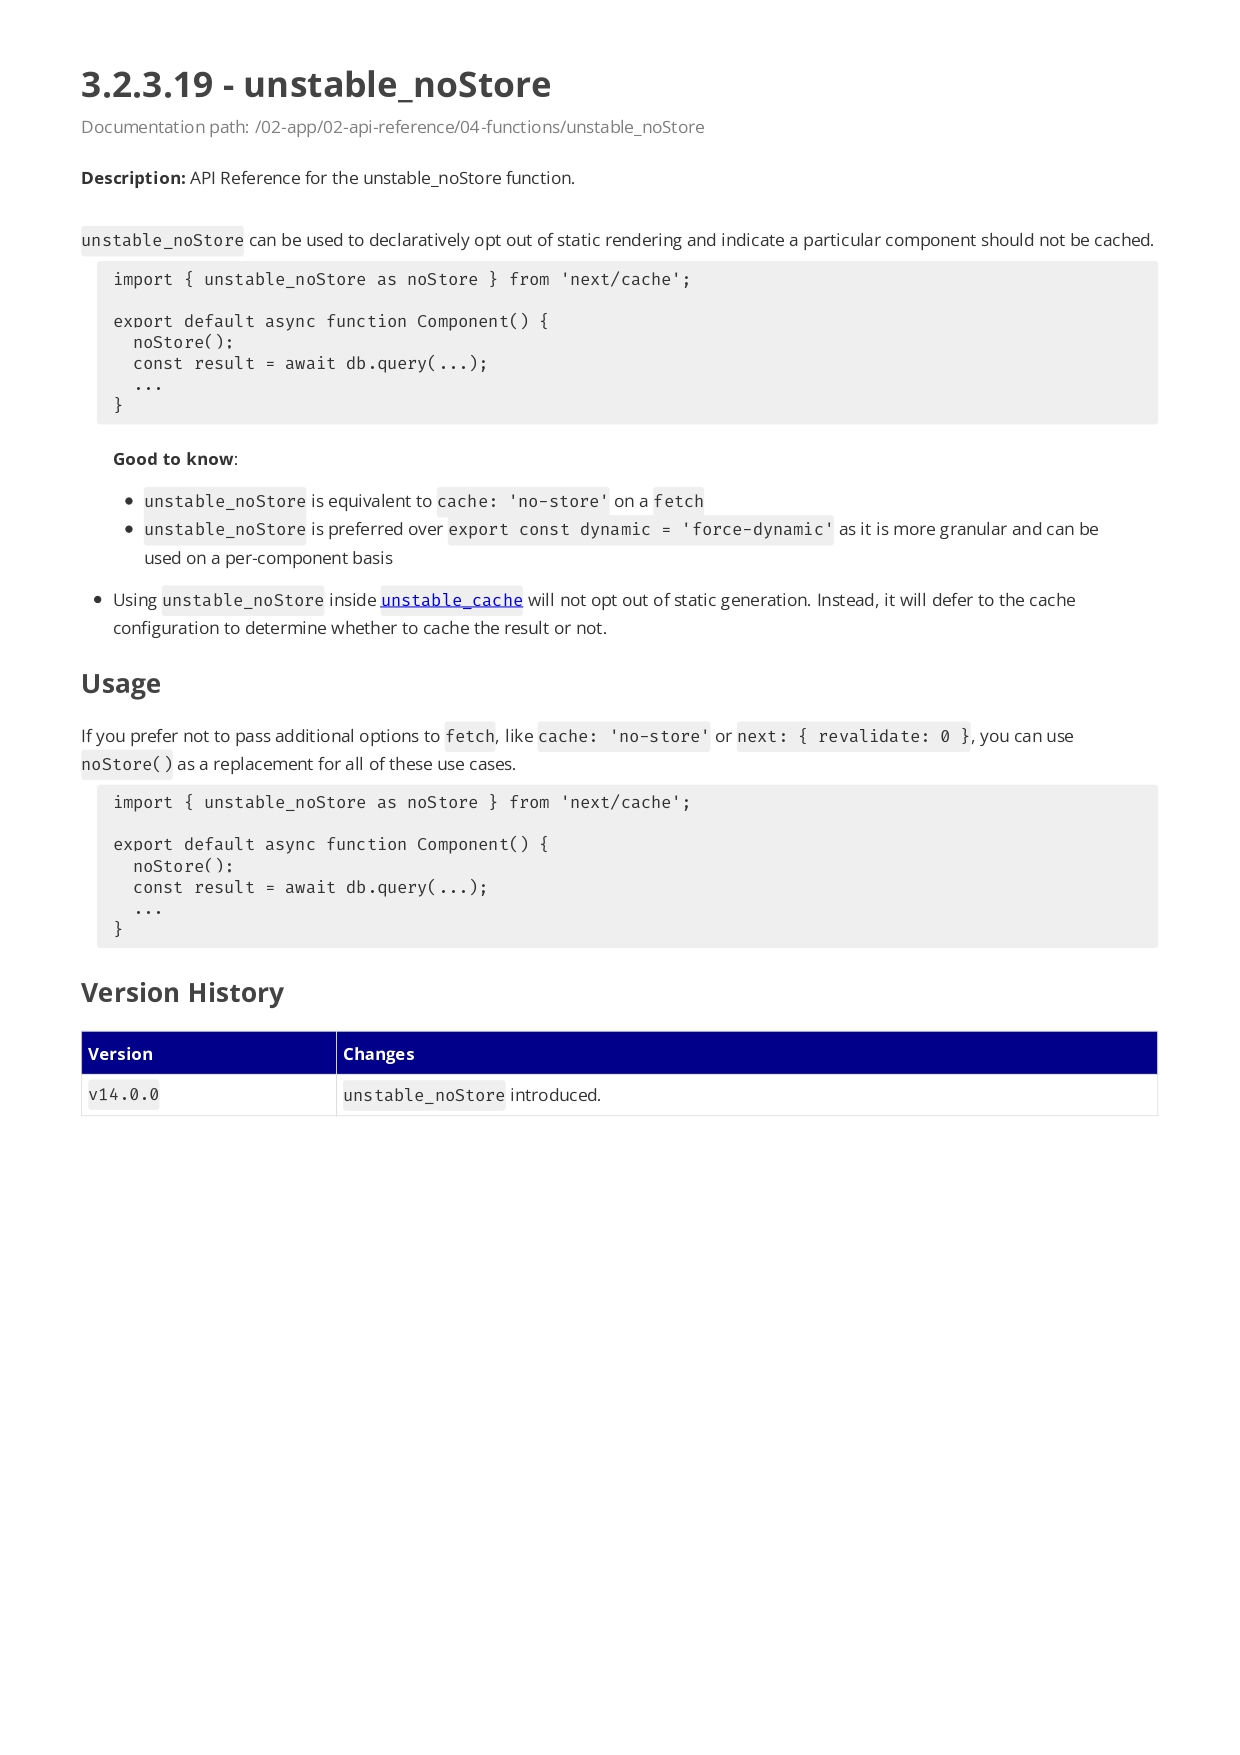 3.2.3.19 - unstable_noStore
Documentation path: /02-app/02-api-reference/04-functions/unstable_noStore
Description: API Reference for the unstable_noStore function.
unstable_noStore can be used to declaratively opt out of static rendering and indicate a particular component should not be cached.
import { unstable_noStore as noStore } from 'next/cache';
export default async function Component() {
  noStore();
  const result = await db.query(...);
  ...
}
Good to know:
• unstable_noStore is equivalent to cache: 'no-store' on a fetch
• unstable_noStore is preferred over export const dynamic = 'force-dynamic' as it is more granular and can be
used on a per-component basis
• Using unstable_noStore inside unstable_cache will not opt out of static generation. Instead, it will defer to the cache
configuration to determine whether to cache the result or not.
Usage
If you prefer not to pass additional options to fetch, like cache: 'no-store' or next: { revalidate: 0 }, you can use
noStore() as a replacement for all of these use cases.
import { unstable_noStore as noStore } from 'next/cache';
export default async function Component() {
  noStore();
  const result = await db.query(...);
  ...
}
Version History
Version Changes
v14.0.0 unstable_noStore introduced.